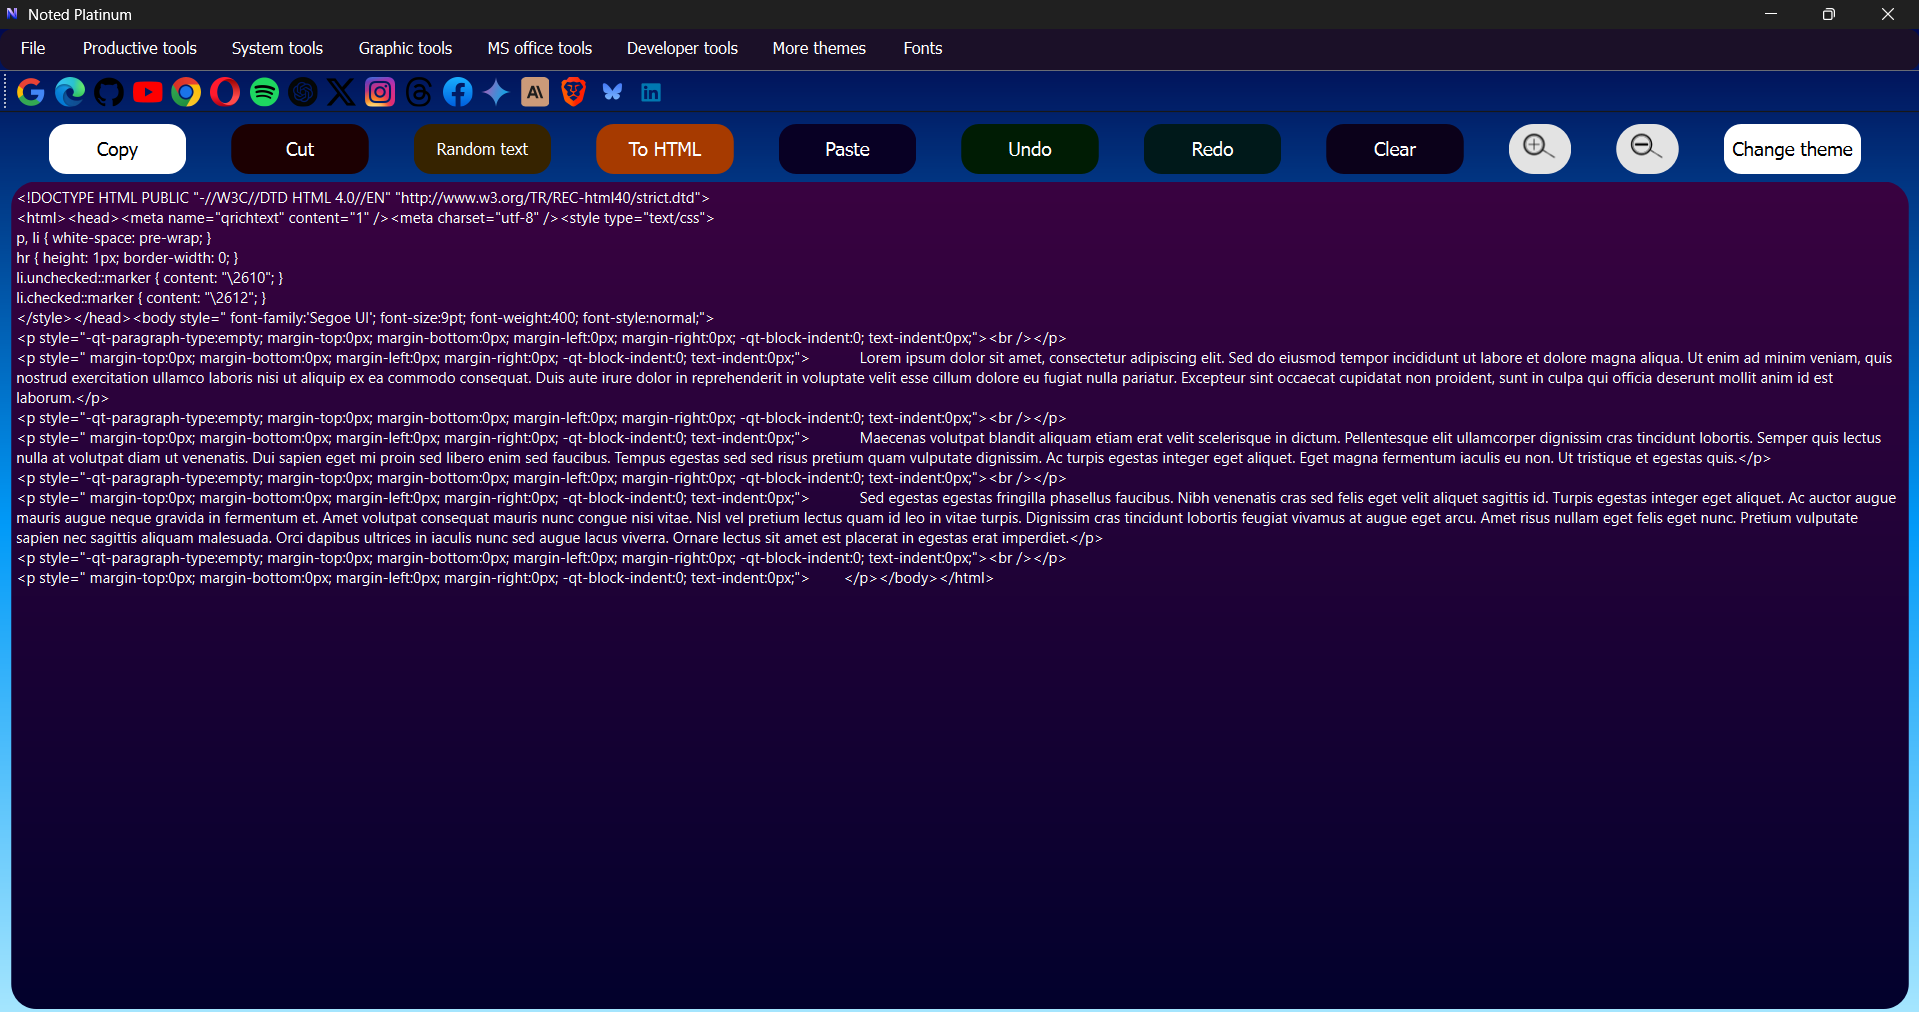 Noted Platinum
File Productive tools System tools Graphic tools MS office tools Developer tools More themes Fonts
Copy Cut Random text To HTML Paste Undo Redo Clear Change theme
<!DOCTYPE HTML PUBLIC "-//W3C//DTD HTML 4.0//EN" "http://www.w3.org/TR/REC-html40/strict.dtd">
<html><head><meta name="qrichtext" content="1" /><meta charset="utf-8" /><style type="text/css">
p, li { white-space: pre-wrap; }
hr { height: 1px; border-width: 0; }
li.unchecked::marker { content: "\2610"; }
li.checked::marker { content: "\2612"; }
</style></head><body style=" font-family:'Segoe UI'; font-size:9pt; font-weight:400; font-style:normal;">
<p style="-qt-paragraph-type:empty; margin-top:0px; margin-bottom:0px; margin-left:0px; margin-right:0px; -qt-block-indent:0; text-indent:0px;"><br /></p>
<p style=" margin-top:0px; margin-bottom:0px; margin-left:0px; margin-right:0px; -qt-block-indent:0; text-indent:0px;"> Lorem ipsum dolor sit amet, consectetur adipiscing elit. Sed do eiusmod tempor incididunt ut labore et dolore magna aliqua. Ut enim ad minim veniam, quis
nostrud exercitation ullamco laboris nisi ut aliquip ex ea commodo consequat. Duis aute irure dolor in reprehenderit in voluptate velit esse cillum dolore eu fugiat nulla pariatur. Excepteur sint occaecat cupidatat non proident, sunt in culpa qui officia deserunt mollit anim id est
laborum.</p>
<p style="-qt-paragraph-type:empty; margin-top:0px; margin-bottom:0px; margin-left:0px; margin-right:0px; -qt-block-indent:0; text-indent:0px;"><br /></p>
<p style=" margin-top:0px; margin-bottom:0px; margin-left:0px; margin-right:0px; -qt-block-indent:0; text-indent:0px;"> Maecenas volutpat blandit aliquam etiam erat velit scelerisque in dictum. Pellentesque elit ullamcorper dignissim cras tincidunt lobortis. Semper quis lectus
nulla at volutpat diam ut venenatis. Dui sapien eget mi proin sed libero enim sed faucibus. Tempus egestas sed sed risus pretium quam vulputate dignissim. Ac turpis egestas integer eget aliquet. Eget magna fermentum iaculis eu non. Ut tristique et egestas quis.</p>
<p style="-qt-paragraph-type:empty; margin-top:0px; margin-bottom:0px; margin-left:0px; margin-right:0px; -qt-block-indent:0; text-indent:0px;"><br /></p>
<p style=" margin-top:0px; margin-bottom:0px; margin-left:0px; margin-right:0px; -qt-block-indent:0; text-indent:0px;"> Sed egestas egestas fringilla phasellus faucibus. Nibh venenatis cras sed felis eget velit aliquet sagittis id. Turpis egestas integer eget aliquet. Ac auctor augue
mauris augue neque gravida in fermentum et. Amet volutpat consequat mauris nunc congue nisi vitae. Nisl vel pretium lectus quam id leo in vitae turpis. Dignissim cras tincidunt lobortis feugiat vivamus at augue eget arcu. Amet risus nullam eget felis eget nunc. Pretium vulputate
sapien nec sagittis aliquam malesuada. Orci dapibus ultrices in iaculis nunc sed augue lacus viverra. Ornare lectus sit amet est placerat in egestas erat imperdiet.</p>
<p style="-qt-paragraph-type:empty; margin-top:0px; margin-bottom:0px; margin-left:0px; margin-right:0px; -qt-block-indent:0; text-indent:0px;"><br /></p>
<p style=" margin-top:0px; margin-bottom:0px; margin-left:0px; margin-right:0px; -qt-block-indent:0; text-indent:0px;"> </p></body></html>